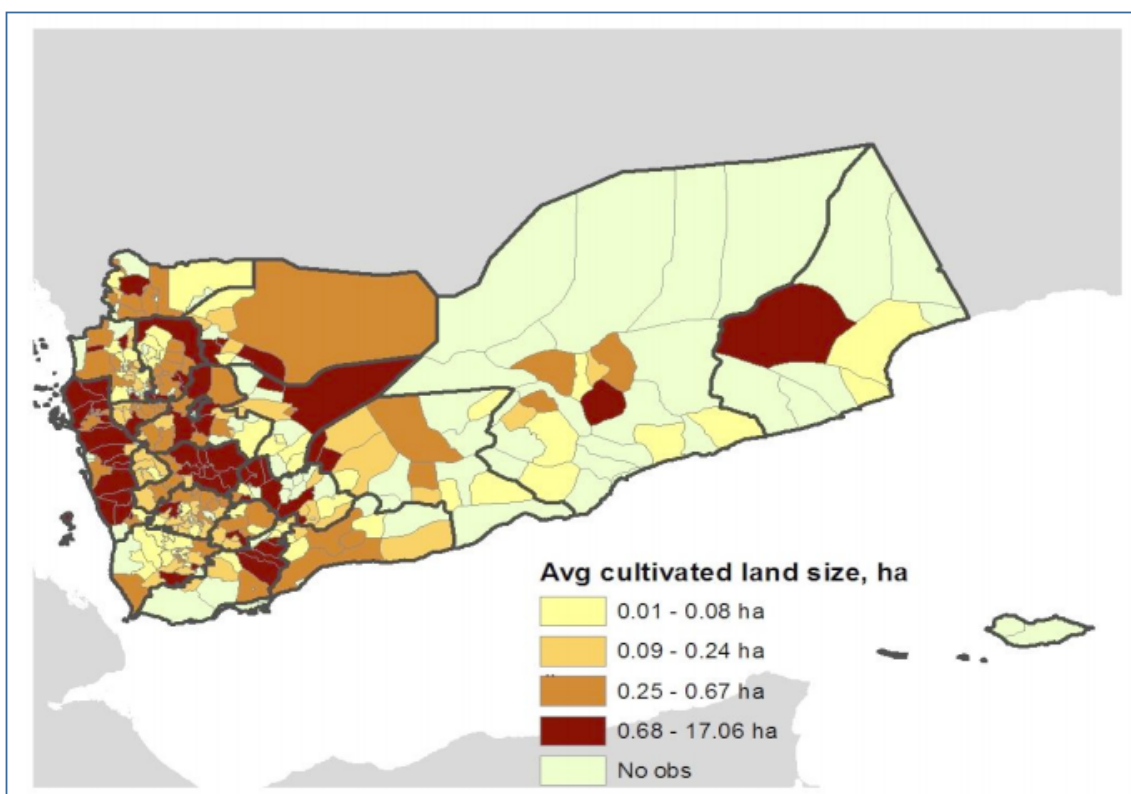 Avg cultivated land size, ha
0.01 - 0.08 ha
0.09 - 0.24 ha
0.25 - 0.67 ha
0.68 - 17.06 ha
No obs